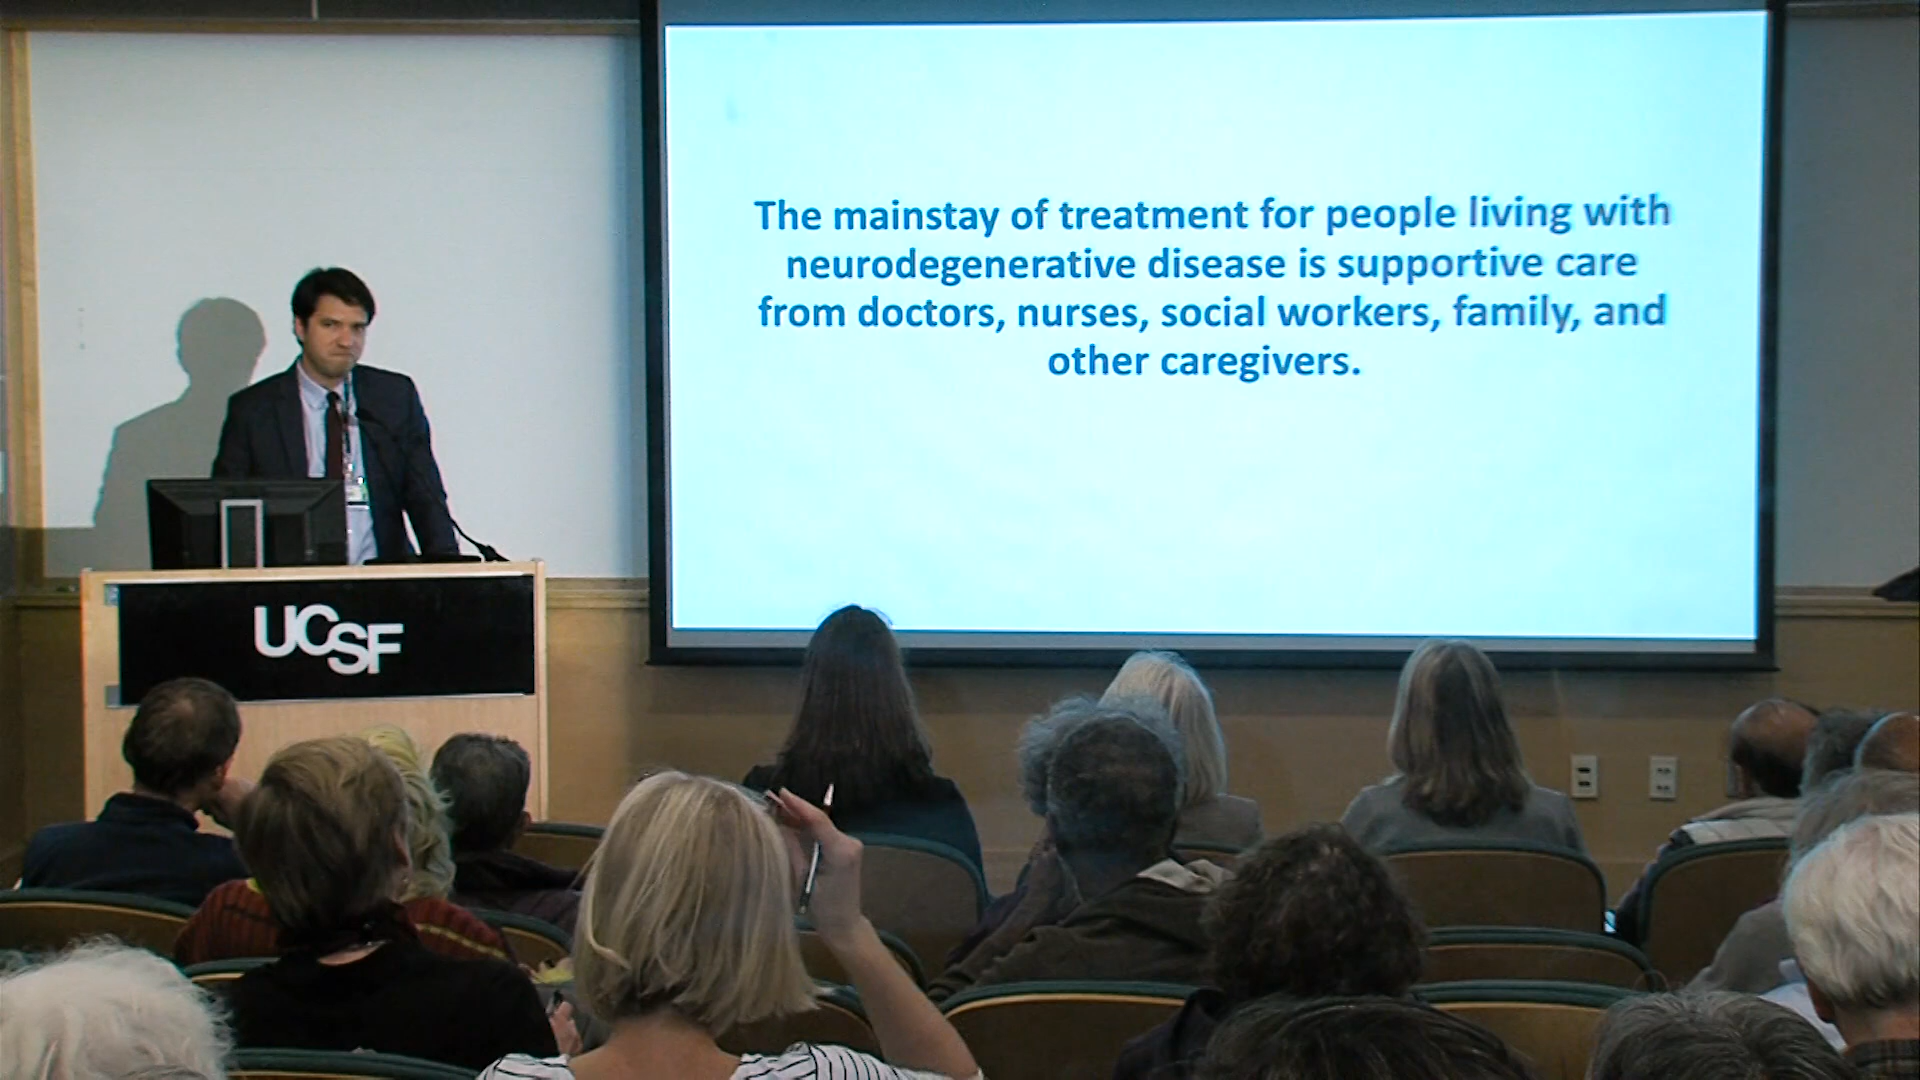 The mainstay of treatment for people living with
neurodegenerative disease is supportive care
from doctors, nurses, social workers, family, and
other caregivers.
UCSF